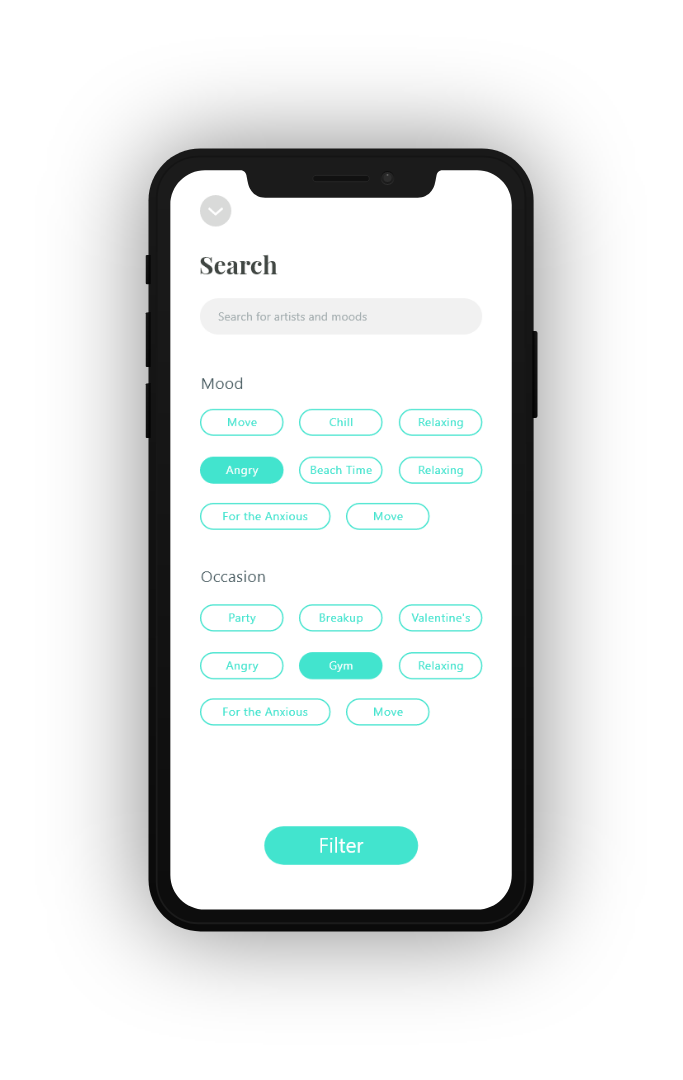 Search
Search for artists and moods
Mood
Move Chill Relaxing
Angry Beach Time Relaxing
For the Anxious Move
Occasion
Party Breakup Valentine's
Angry Gym Relaxing
For the Anxious Move
Filter